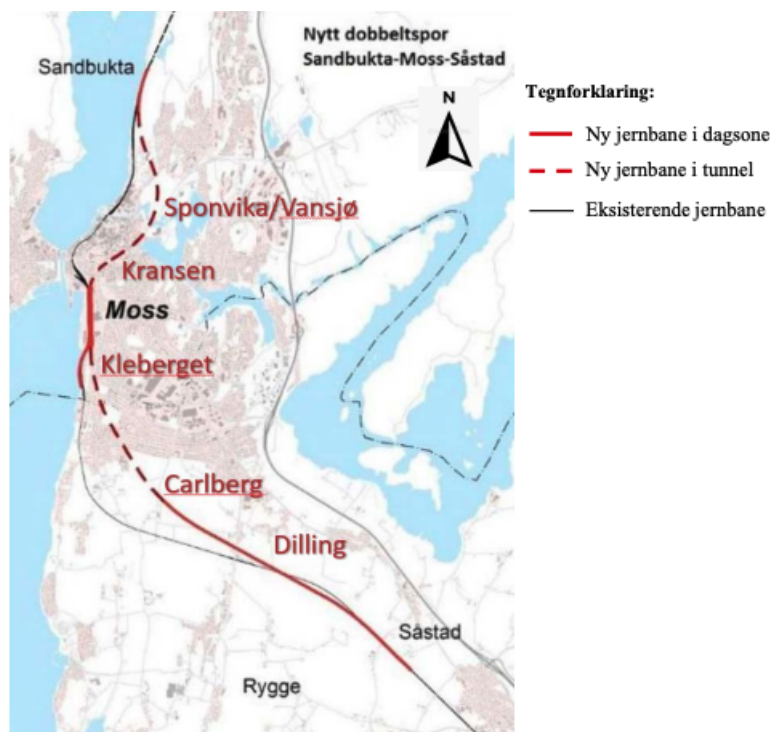 Nytt dobbeltspor
Sandbukta-Moss-Såstad
Sandbukta
N
Tegnforklaring:
Ny jernbane i dagsone
Ny jernbane i tunnel
Eksisterende jernbane
Sponvika/Vansjø
Kransen
Moss
Kleberget
Carlberg
Dilling
Såstad
Rygge